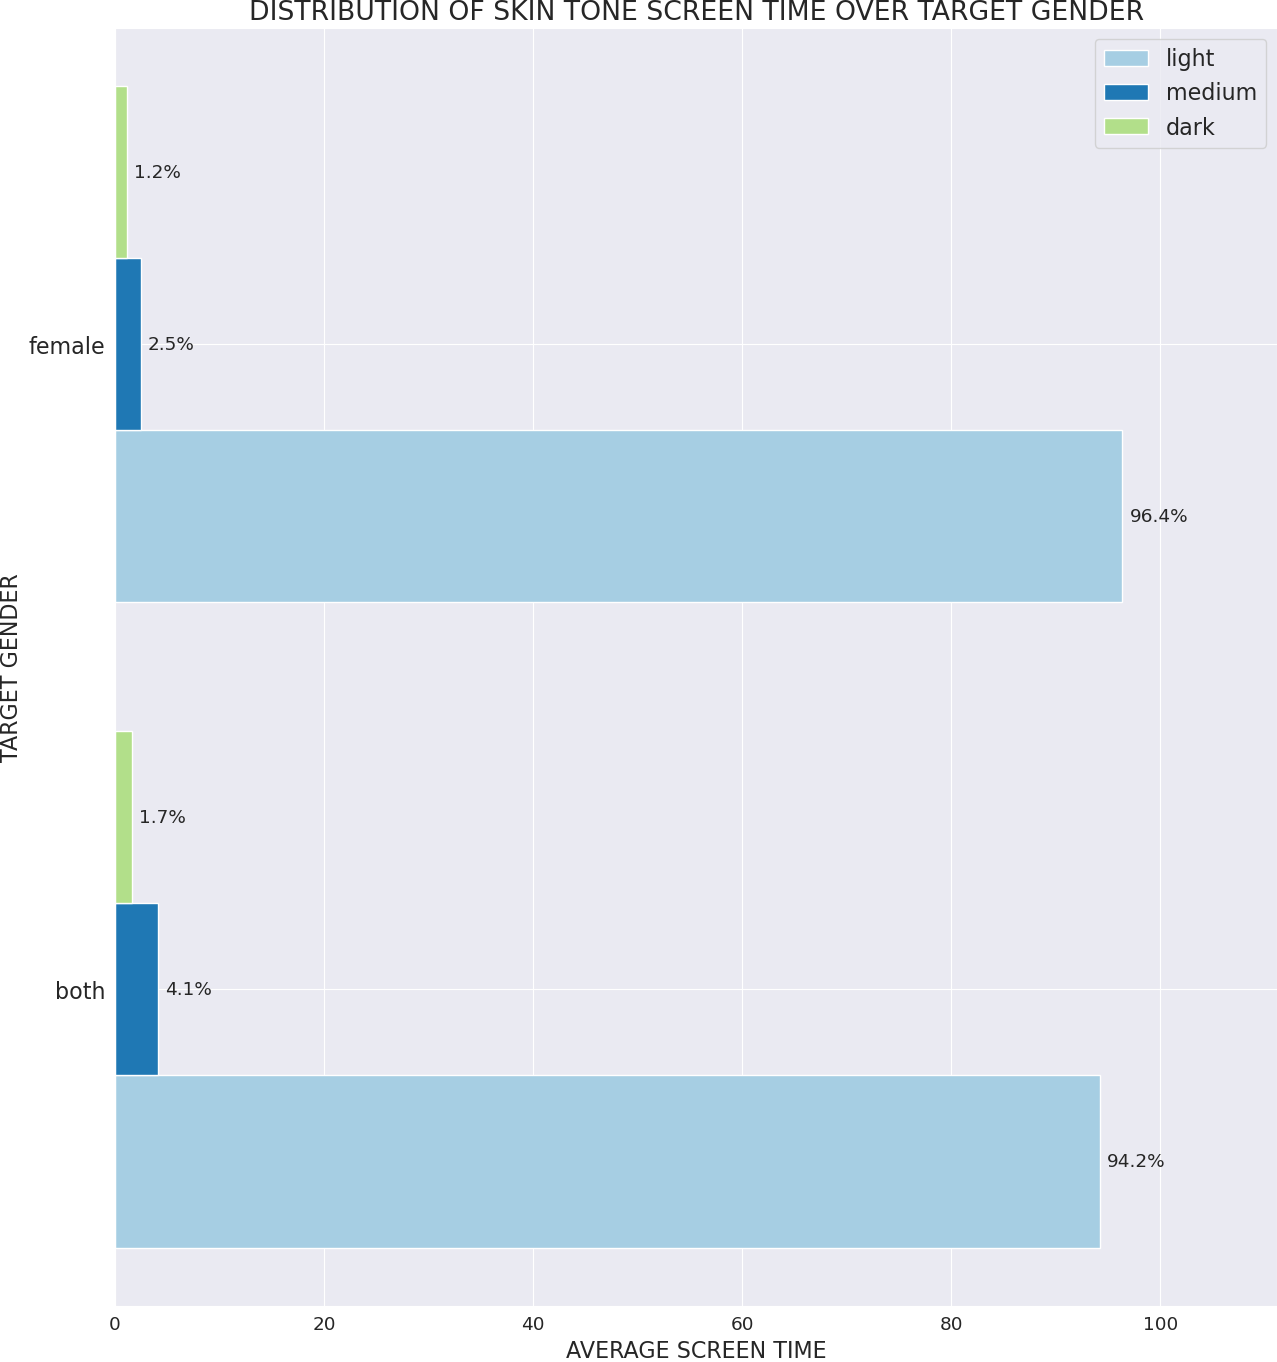 DISTRIBUTION OF SKIN TONE SCREEN TIME OVER TARGET GENDER
light
medium
dark
1.2%
female
2.5%
96.4%
TARGET GENDER
1.7%
both
4.1%
94.2%
0 20 40 60 80 100
AVERAGE SCREEN TIME